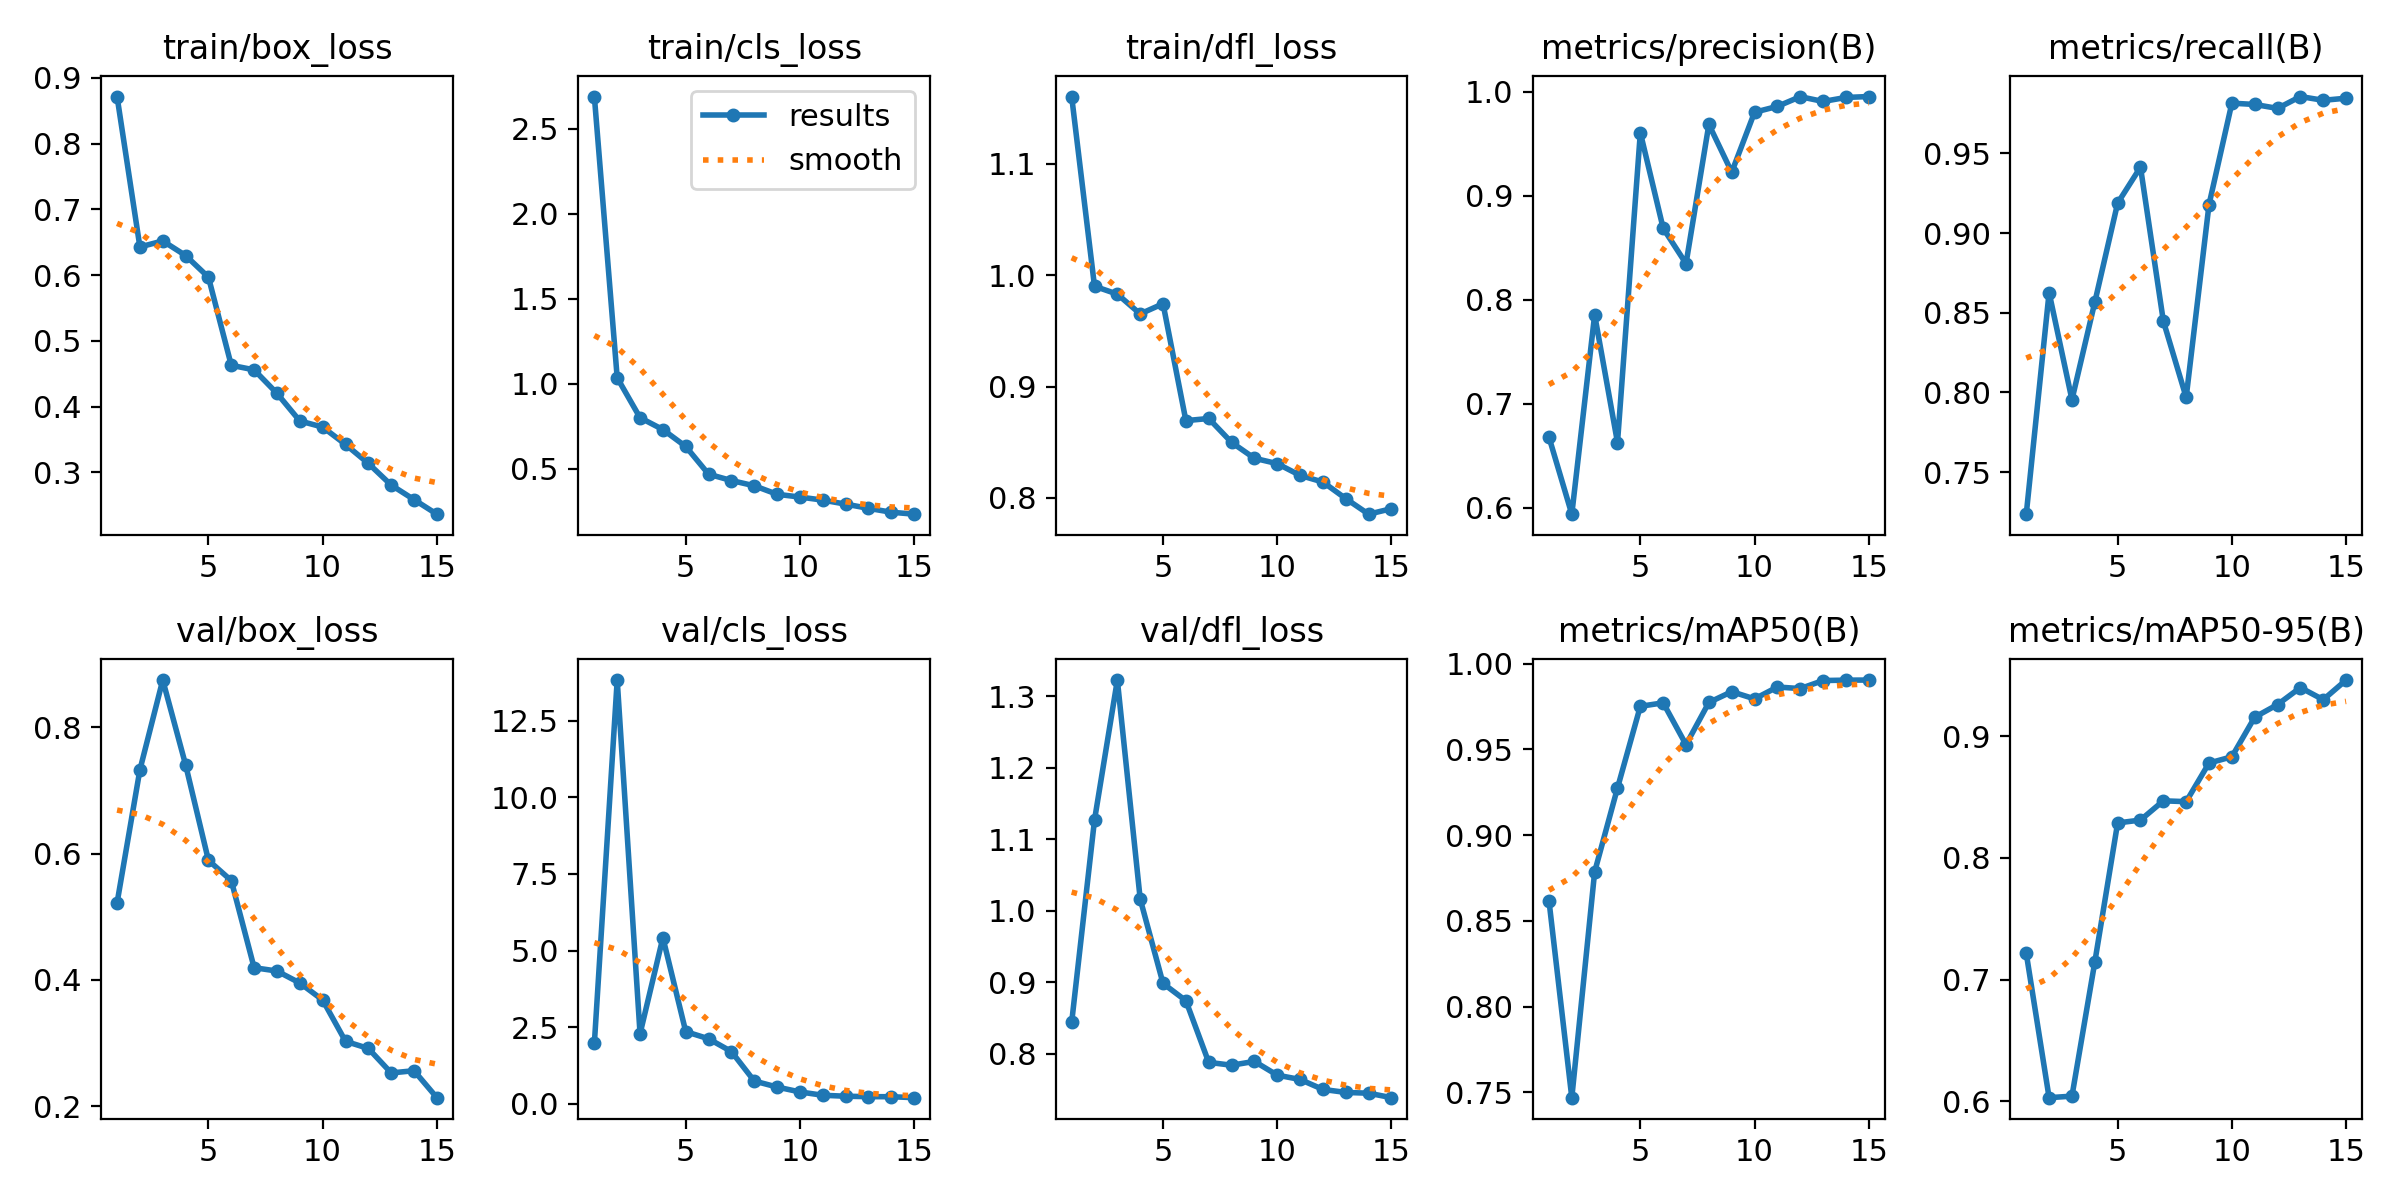 train/box_loss
0.9
0.8
0.7
0.6
0.5
0.4
0.3
5 10 15
train/cls_loss
results
smooth
2.5
2.0
1.5
1.0
0.5
5 10 15
train/dfl_loss
1.1
1.0
0.9
0.8
5 10 15
metrics/precision(B)
1.0
0.9
0.8
0.7
0.6
5 10 15
metrics/recall(B)
0.95
0.90
0.85
0.80
0.75
5 10 15
val/box_loss
0.8
0.6
0.4
0.2
5 10 15
val/cls_loss
12.5
10.0
7.5
5.0
2.5
0.0
5 10 15
val/dfl_loss
1.3
1.2
1.1
1.0
0.9
0.8
5 10 15
metrics/mAP50(B)
1.00
0.95
0.90
0.85
0.80
0.75
5 10 15
metrics/mAP50-95(B)
0.9
0.8
0.7
0.6
5 10 15